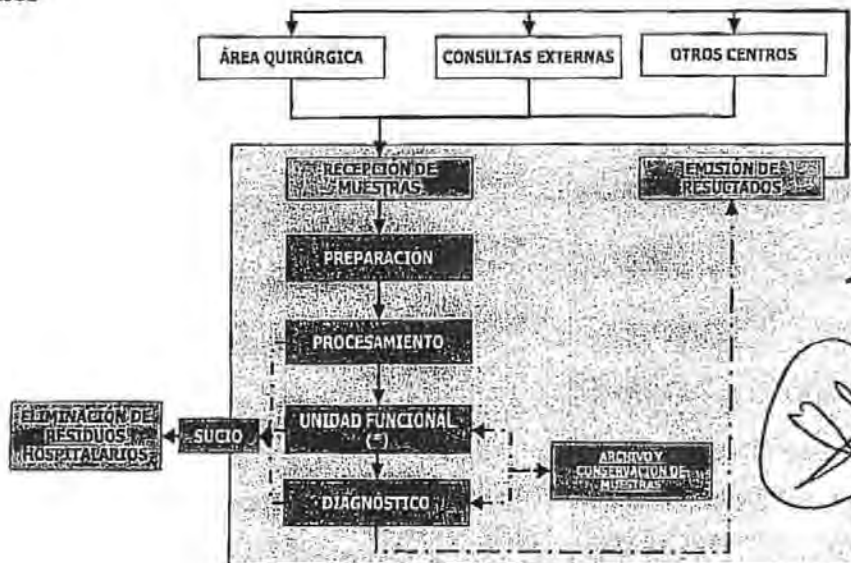 ÁREA QUIRÚRGICA
CONSULTAS EXTERNAS
OTROS CENTROS
RECEPCIÓN DE
MUESTRAS
EMISIÓN DE
RESULTADOS
PREPARACIÓN
PROCESAMIENTO
UNIDAD FUNCIONAL
(*)
ELIMINACIÓN DE
RESIDUOS
HOSPITALARIOS
SUCIO
ARCHIVO Y
CONSERVACIÓN DE
MUESTRAS
DIAGNÓSTICO